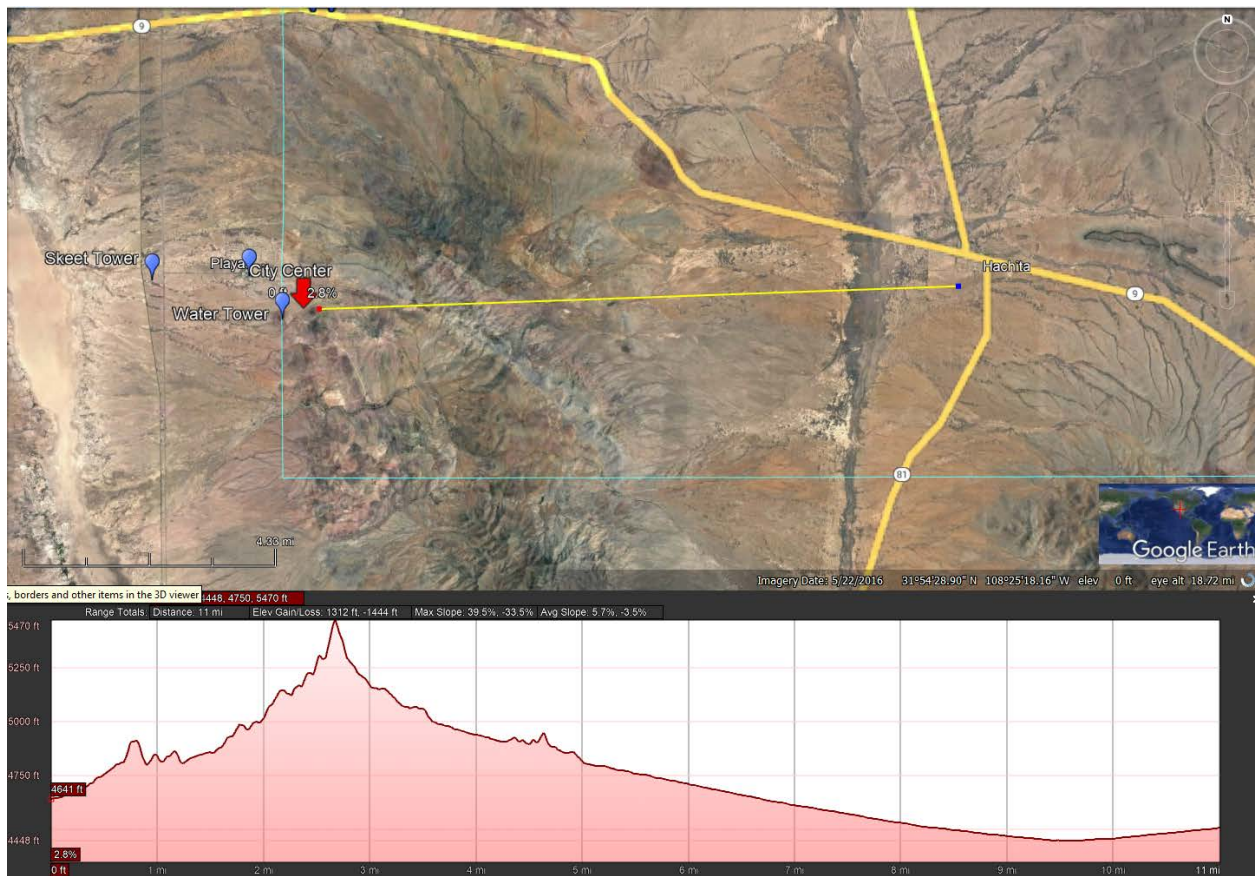 9
N
Skeet Tower
Playa
City Center
0 ft 2.8%
Water Tower
Hachita
9
81
4.33 mi
Google Earth
Imagery Date: 5/22/2016 31°54'28.90" N 108°25'18.16" W elev 0 ft eye alt 18.72 mi
s, borders and other items in the 3D viewer
4448, 4750, 5470 ft
Range Totals: Distance: 11 mi Elev Gain/Loss: 1312 ft, -1444 ft Max Slope: 39.5%, -33.5% Avg Slope: 5.7%, -3.5%
5470 ft
5250 ft
5000 ft
4750 ft
4641 ft
4448 ft
2.8%
0 ft 1 mi 2 mi 3 mi 4 mi 5 mi 6 mi 7 mi 8 mi 9 mi 10 mi 11 mi